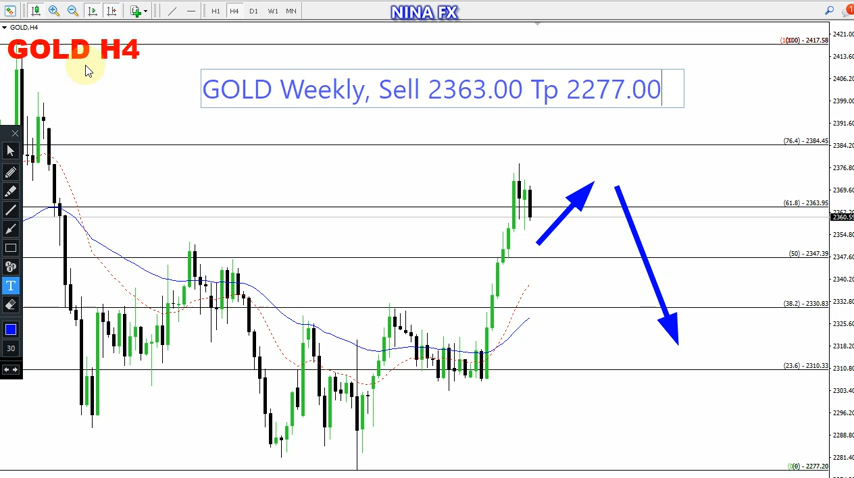 NINA FX
H1 H4 D1 W1 MN
GOLD,H4
GOLD H4
GOLD Weekly, Sell 2363.00 Tp 2277.00
(100) - 2417.58
(76.4) - 2384.45
(61.8) - 2363.95
(50) - 2347.39
(38.2) - 2330.83
(23.6) - 2310.33
(0) - 2277.20
2421.00
2413.60
2406.20
2399.00
2391.60
2384.20
2376.80
2369.60
2360.55
2354.80
2347.60
2340.20
2332.80
2325.60
2318.20
2310.80
2303.40
2296.20
2288.80
2281.40
T
30